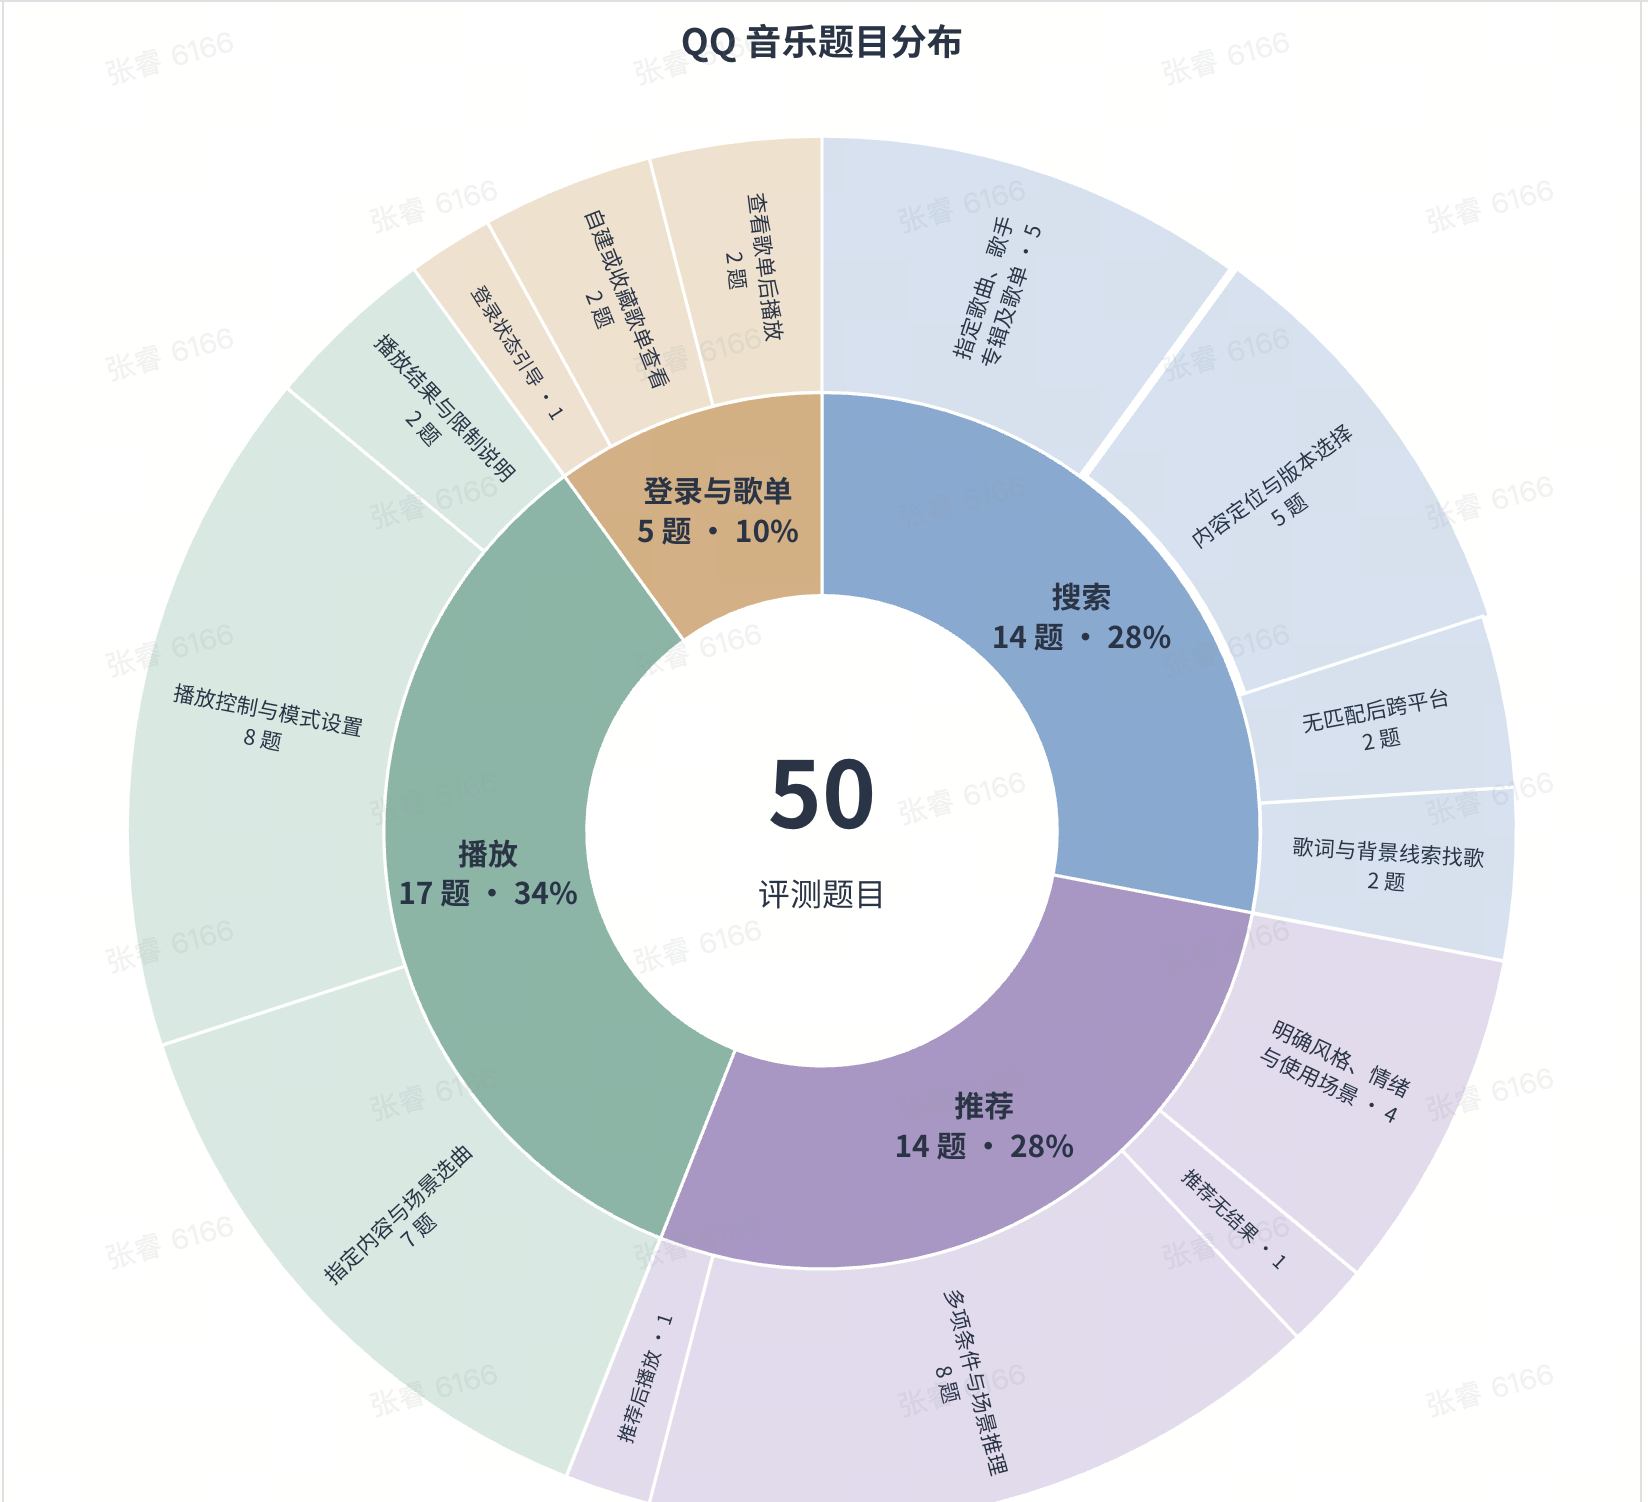 QQ 音乐题目分布
50
评测题目
搜索
14 题 · 28%
指定歌曲、歌手
专辑及歌单 · 5
内容定位与版本选择
5 题
无匹配后跨平台
2 题
歌词与背景线索找歌
2 题
推荐
14 题 · 28%
明确风格、情绪
与使用场景 · 4
推荐无结果 · 1
多项条件与场景推理
8 题
推荐后播放 · 1
播放
17 题 · 34%
指定内容与场景选曲
7 题
播放控制与模式设置
8 题
播放结果与限制说明
2 题
登录与歌单
5 题 · 10%
登录状态引导 · 1
自建或收藏歌单查看
2 题
查看歌单后播放
2 题
张睿 6166